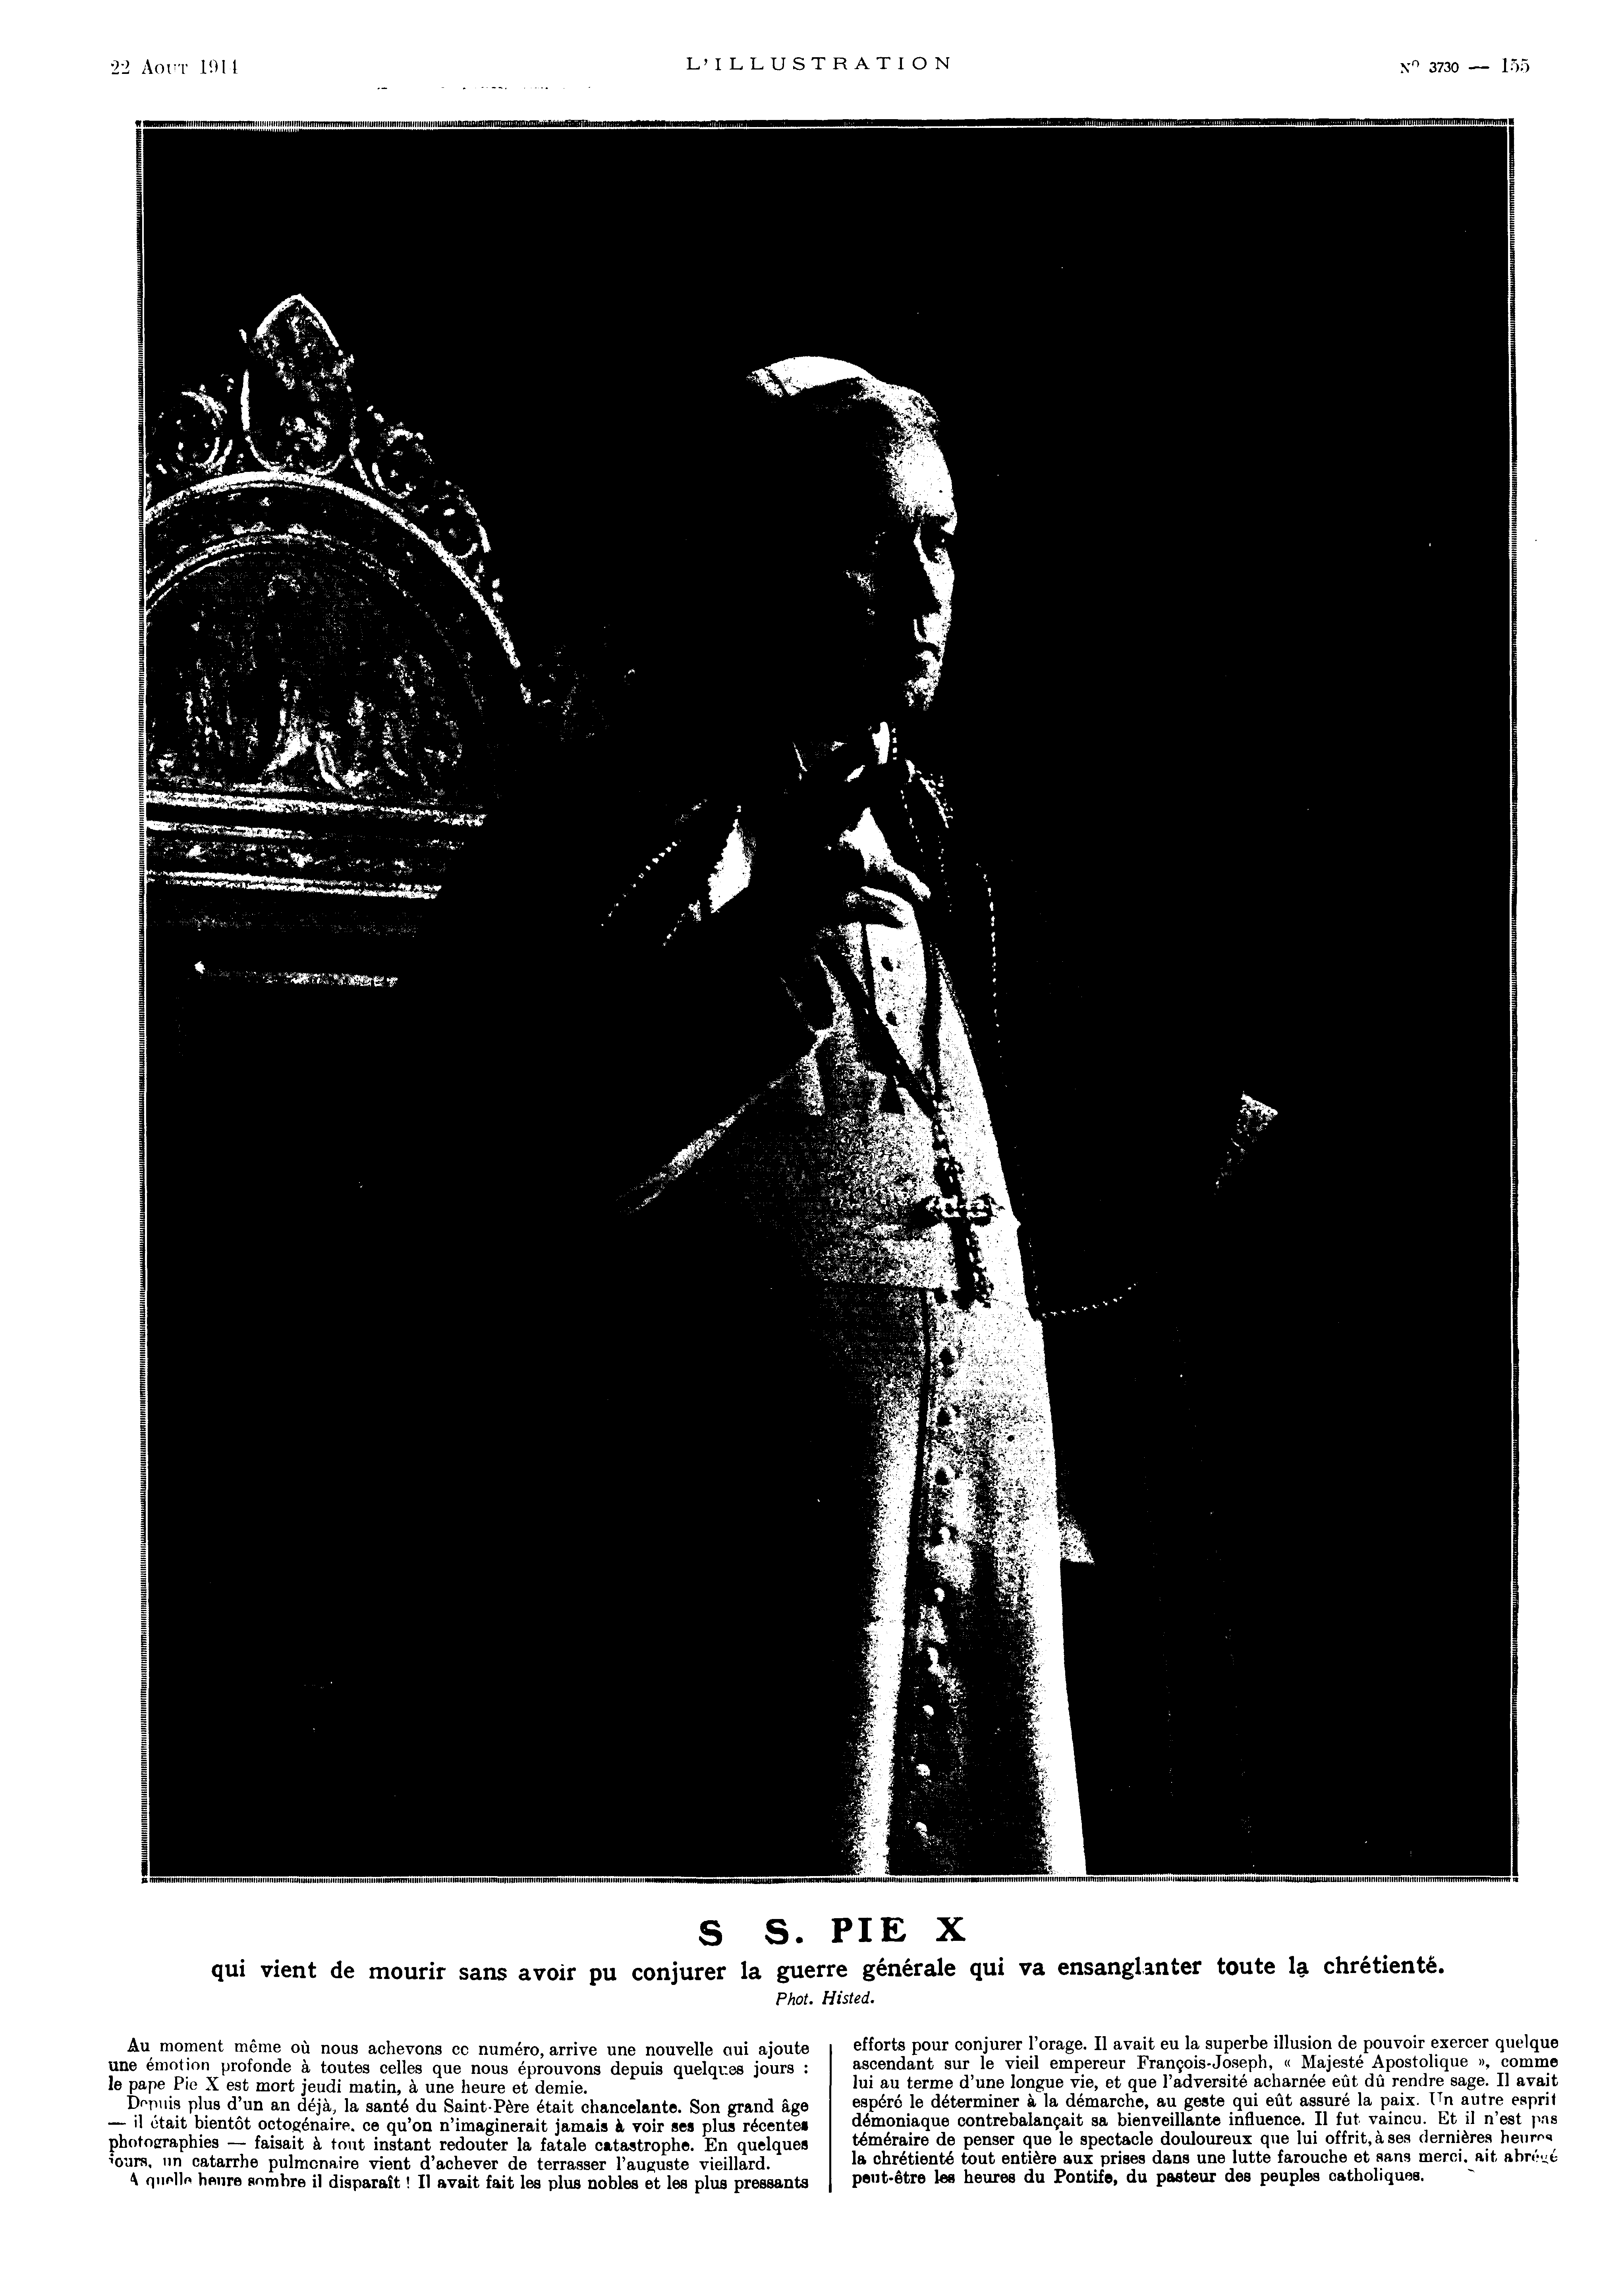 22 AOUT 1914
L'ILLUSTRATION
N° 3730 — 155
S S. PIE X
qui vient de mourir sans avoir pu conjurer la guerre générale qui va ensanglanter toute la chrétienté.
Phot. Histed.
Au moment même où nous achevons ce numéro, arrive une nouvelle qui ajoute
une émotion profonde à toutes celles que nous éprouvons depuis quelques jours :
le pape Pie X est mort jeudi matin, à une heure et demie.
Depuis plus d'un an déjà, la santé du Saint-Père était chancelante. Son grand âge
— il était bientôt octogénaire, ce qu'on n'imaginerait jamais à voir ses plus récentes
photographies — faisait à tout instant redouter la fatale catastrophe. En quelques
jours, un catarrhe pulmonaire vient d'achever de terrasser l'auguste vieillard.
A quelle heure sombre il disparaît ! Il avait fait les plus nobles et les plus pressants
efforts pour conjurer l'orage. Il avait eu la superbe illusion de pouvoir exercer quelque
ascendant sur le vieil empereur François-Joseph, « Majesté Apostolique », comme
lui au terme d'une longue vie, et que l'adversité acharnée eût dû rendre sage. Il avait
espéré le déterminer à la démarche, au geste qui eût assuré la paix. Un autre esprit
démoniaque contrebalançait sa bienveillante influence. Il fut vaincu. Et il n'est pas
téméraire de penser que le spectacle douloureux que lui offrit, à ses dernières heures
la chrétienté tout entière aux prises dans une lutte farouche et sans merci, ait abrégé
peut-être les heures du Pontife, du pasteur des peuples catholiques.